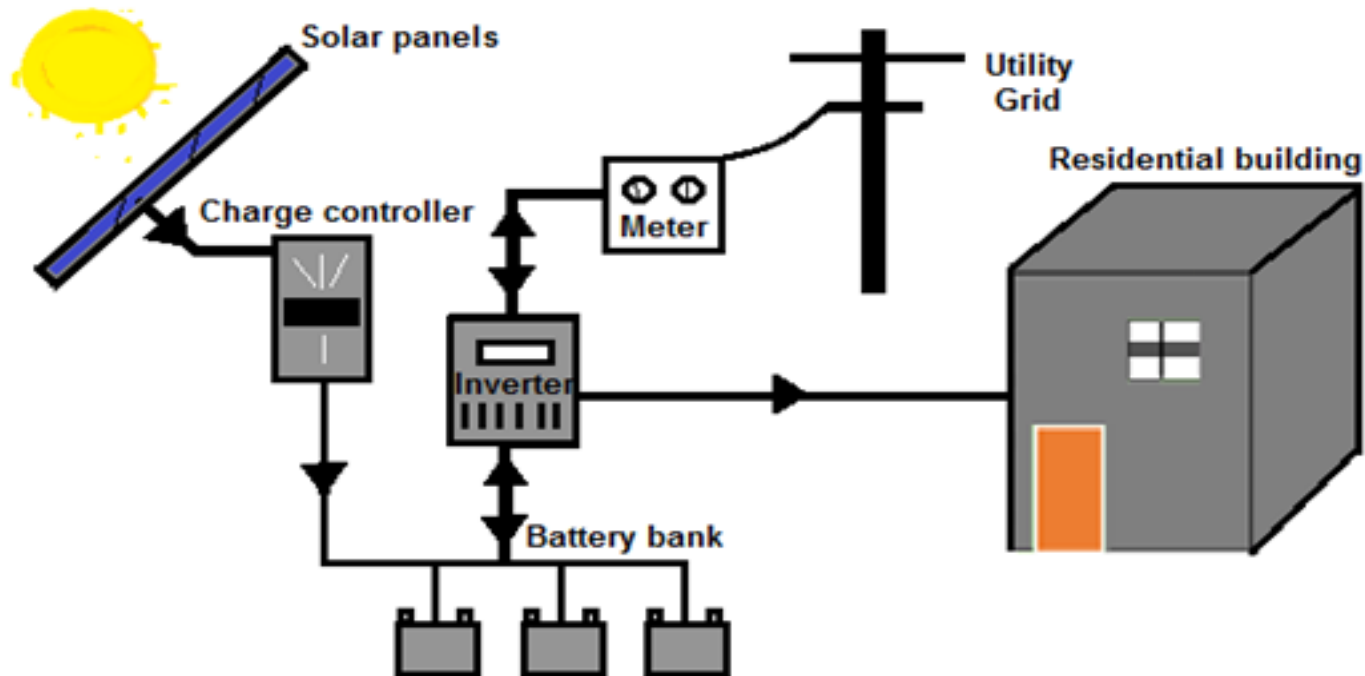 Solar panels
Utility
Grid
Residential building
Charge controller
Meter
Inverter
Battery bank